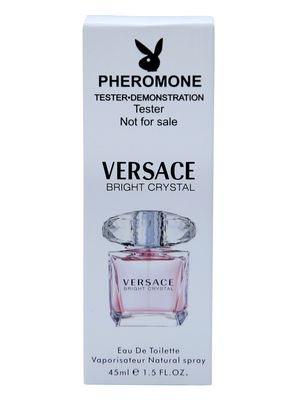 PHEROMONE
TESTER•DEMONSTRATION
Tester
Not for sale
VERSACE
BRIGHT CRYSTAL
VERSACE
BRIGHT CRYSTAL
Eau De Toilette
Vaporisateur Natural spray
45ml ℮ 1.5 FL.OZ.